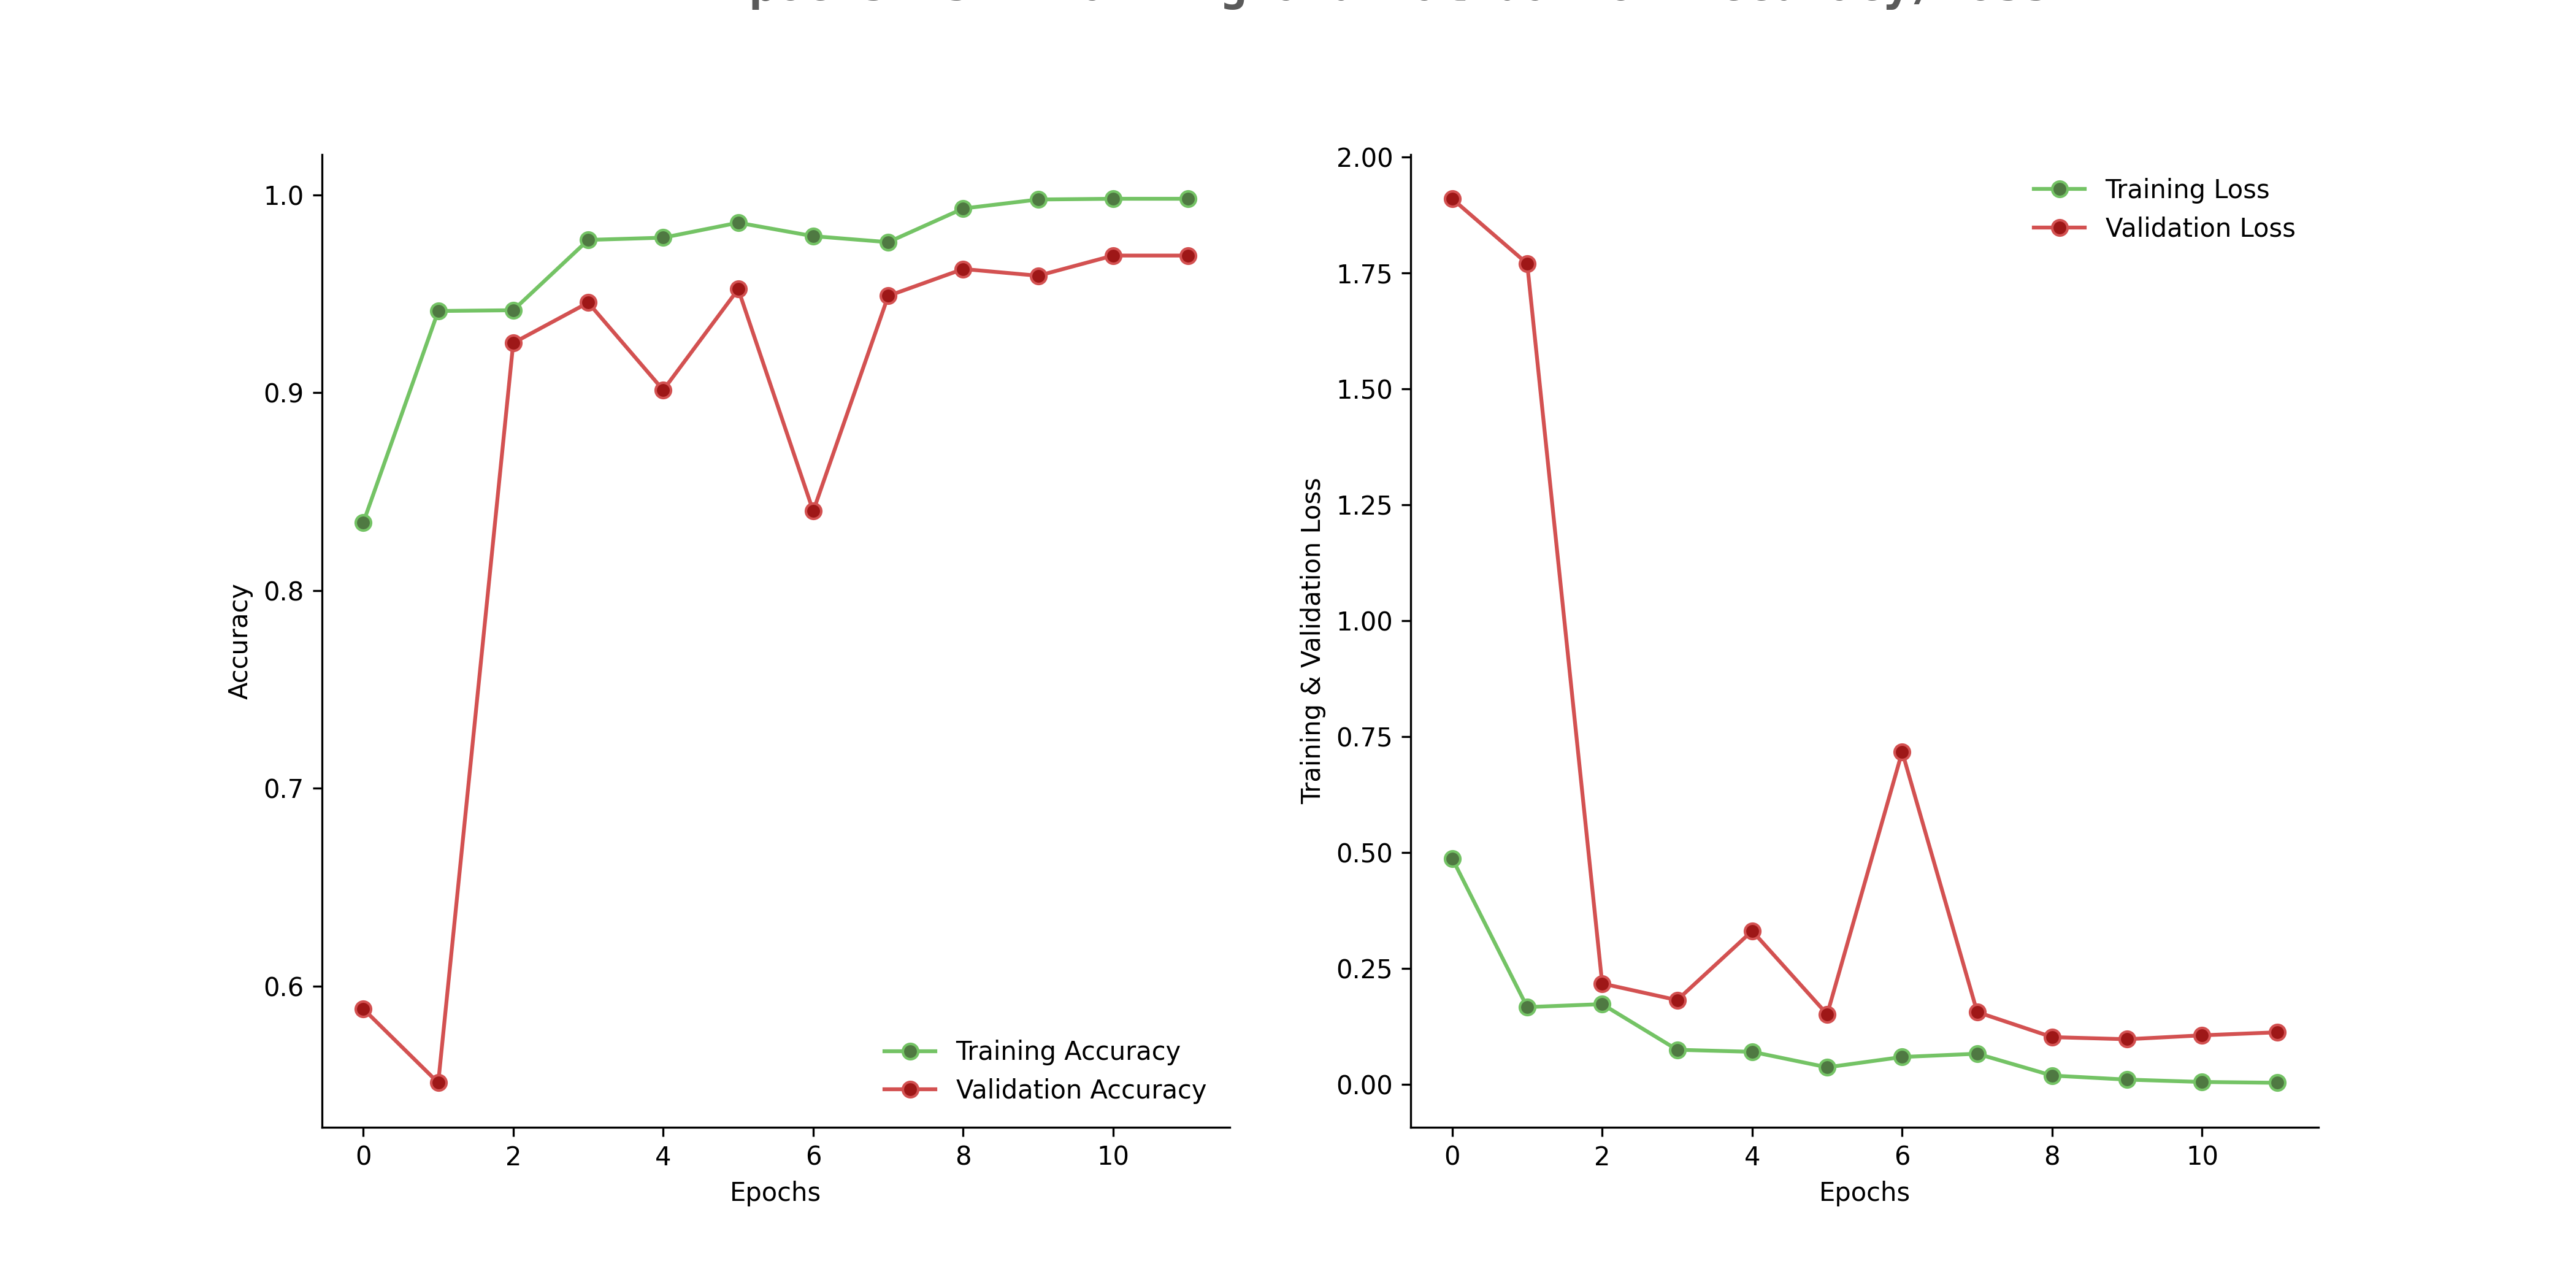 1.0
0.9
0.8
0.7
0.6
Accuracy
0 2 4 6 8 10
Epochs
Training Accuracy
Validation Accuracy
2.00
1.75
1.50
1.25
1.00
0.75
0.50
0.25
0.00
Training & Validation Loss
0 2 4 6 8 10
Epochs
Training Loss
Validation Loss